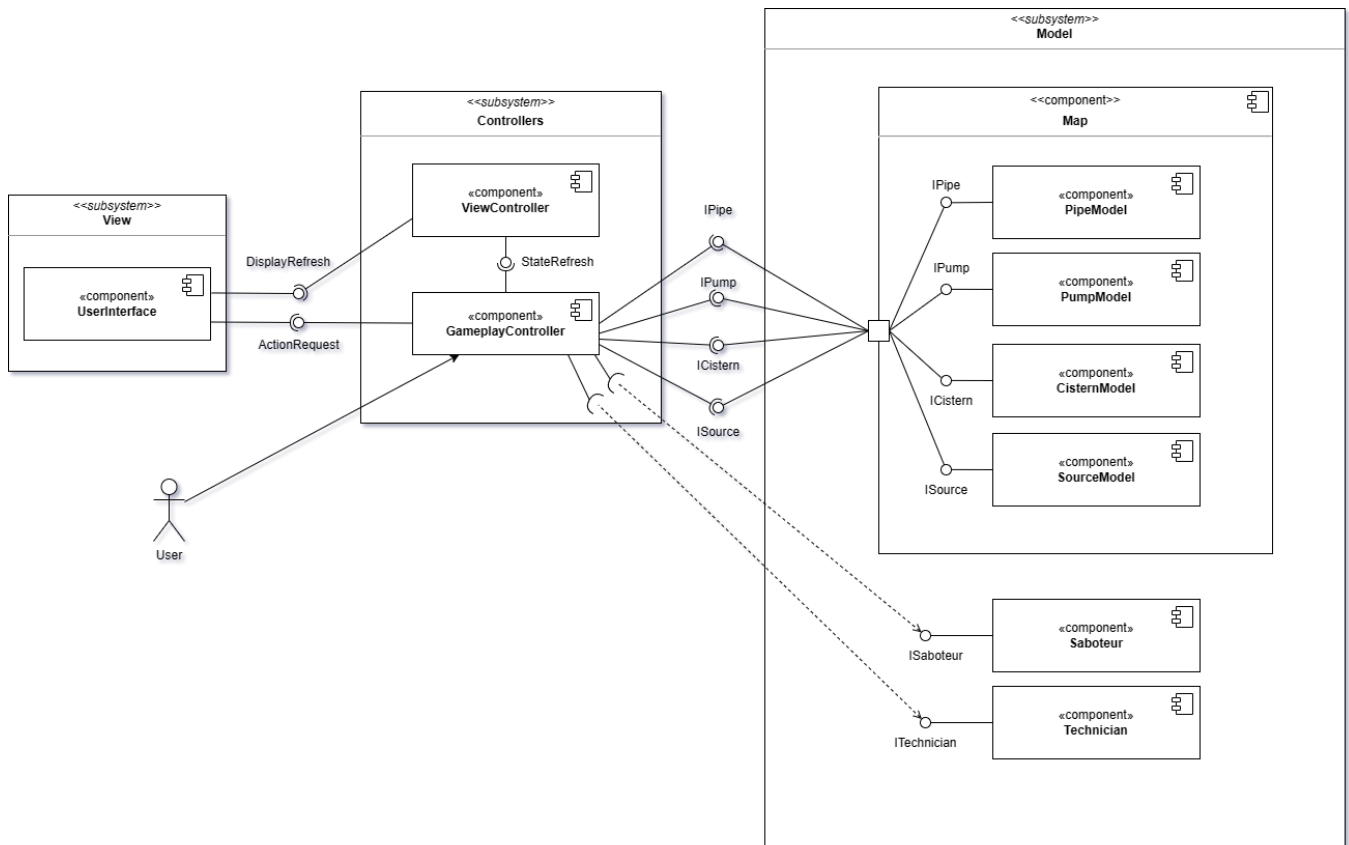 <<subsystem>>
View
«component»
UserInterface
DisplayRefresh
ActionRequest
User
<<subsystem>>
Controllers
«component»
ViewController
StateRefresh
«component»
GameplayController
IPipe
IPump
ICistern
ISource
<<subsystem>>
Model
<<component>>
Map
IPipe
«component»
PipeModel
IPump
«component»
PumpModel
ICistern
«component»
CisternModel
ISource
«component»
SourceModel
ISaboteur
«component»
Saboteur
ITechnician
«component»
Technician